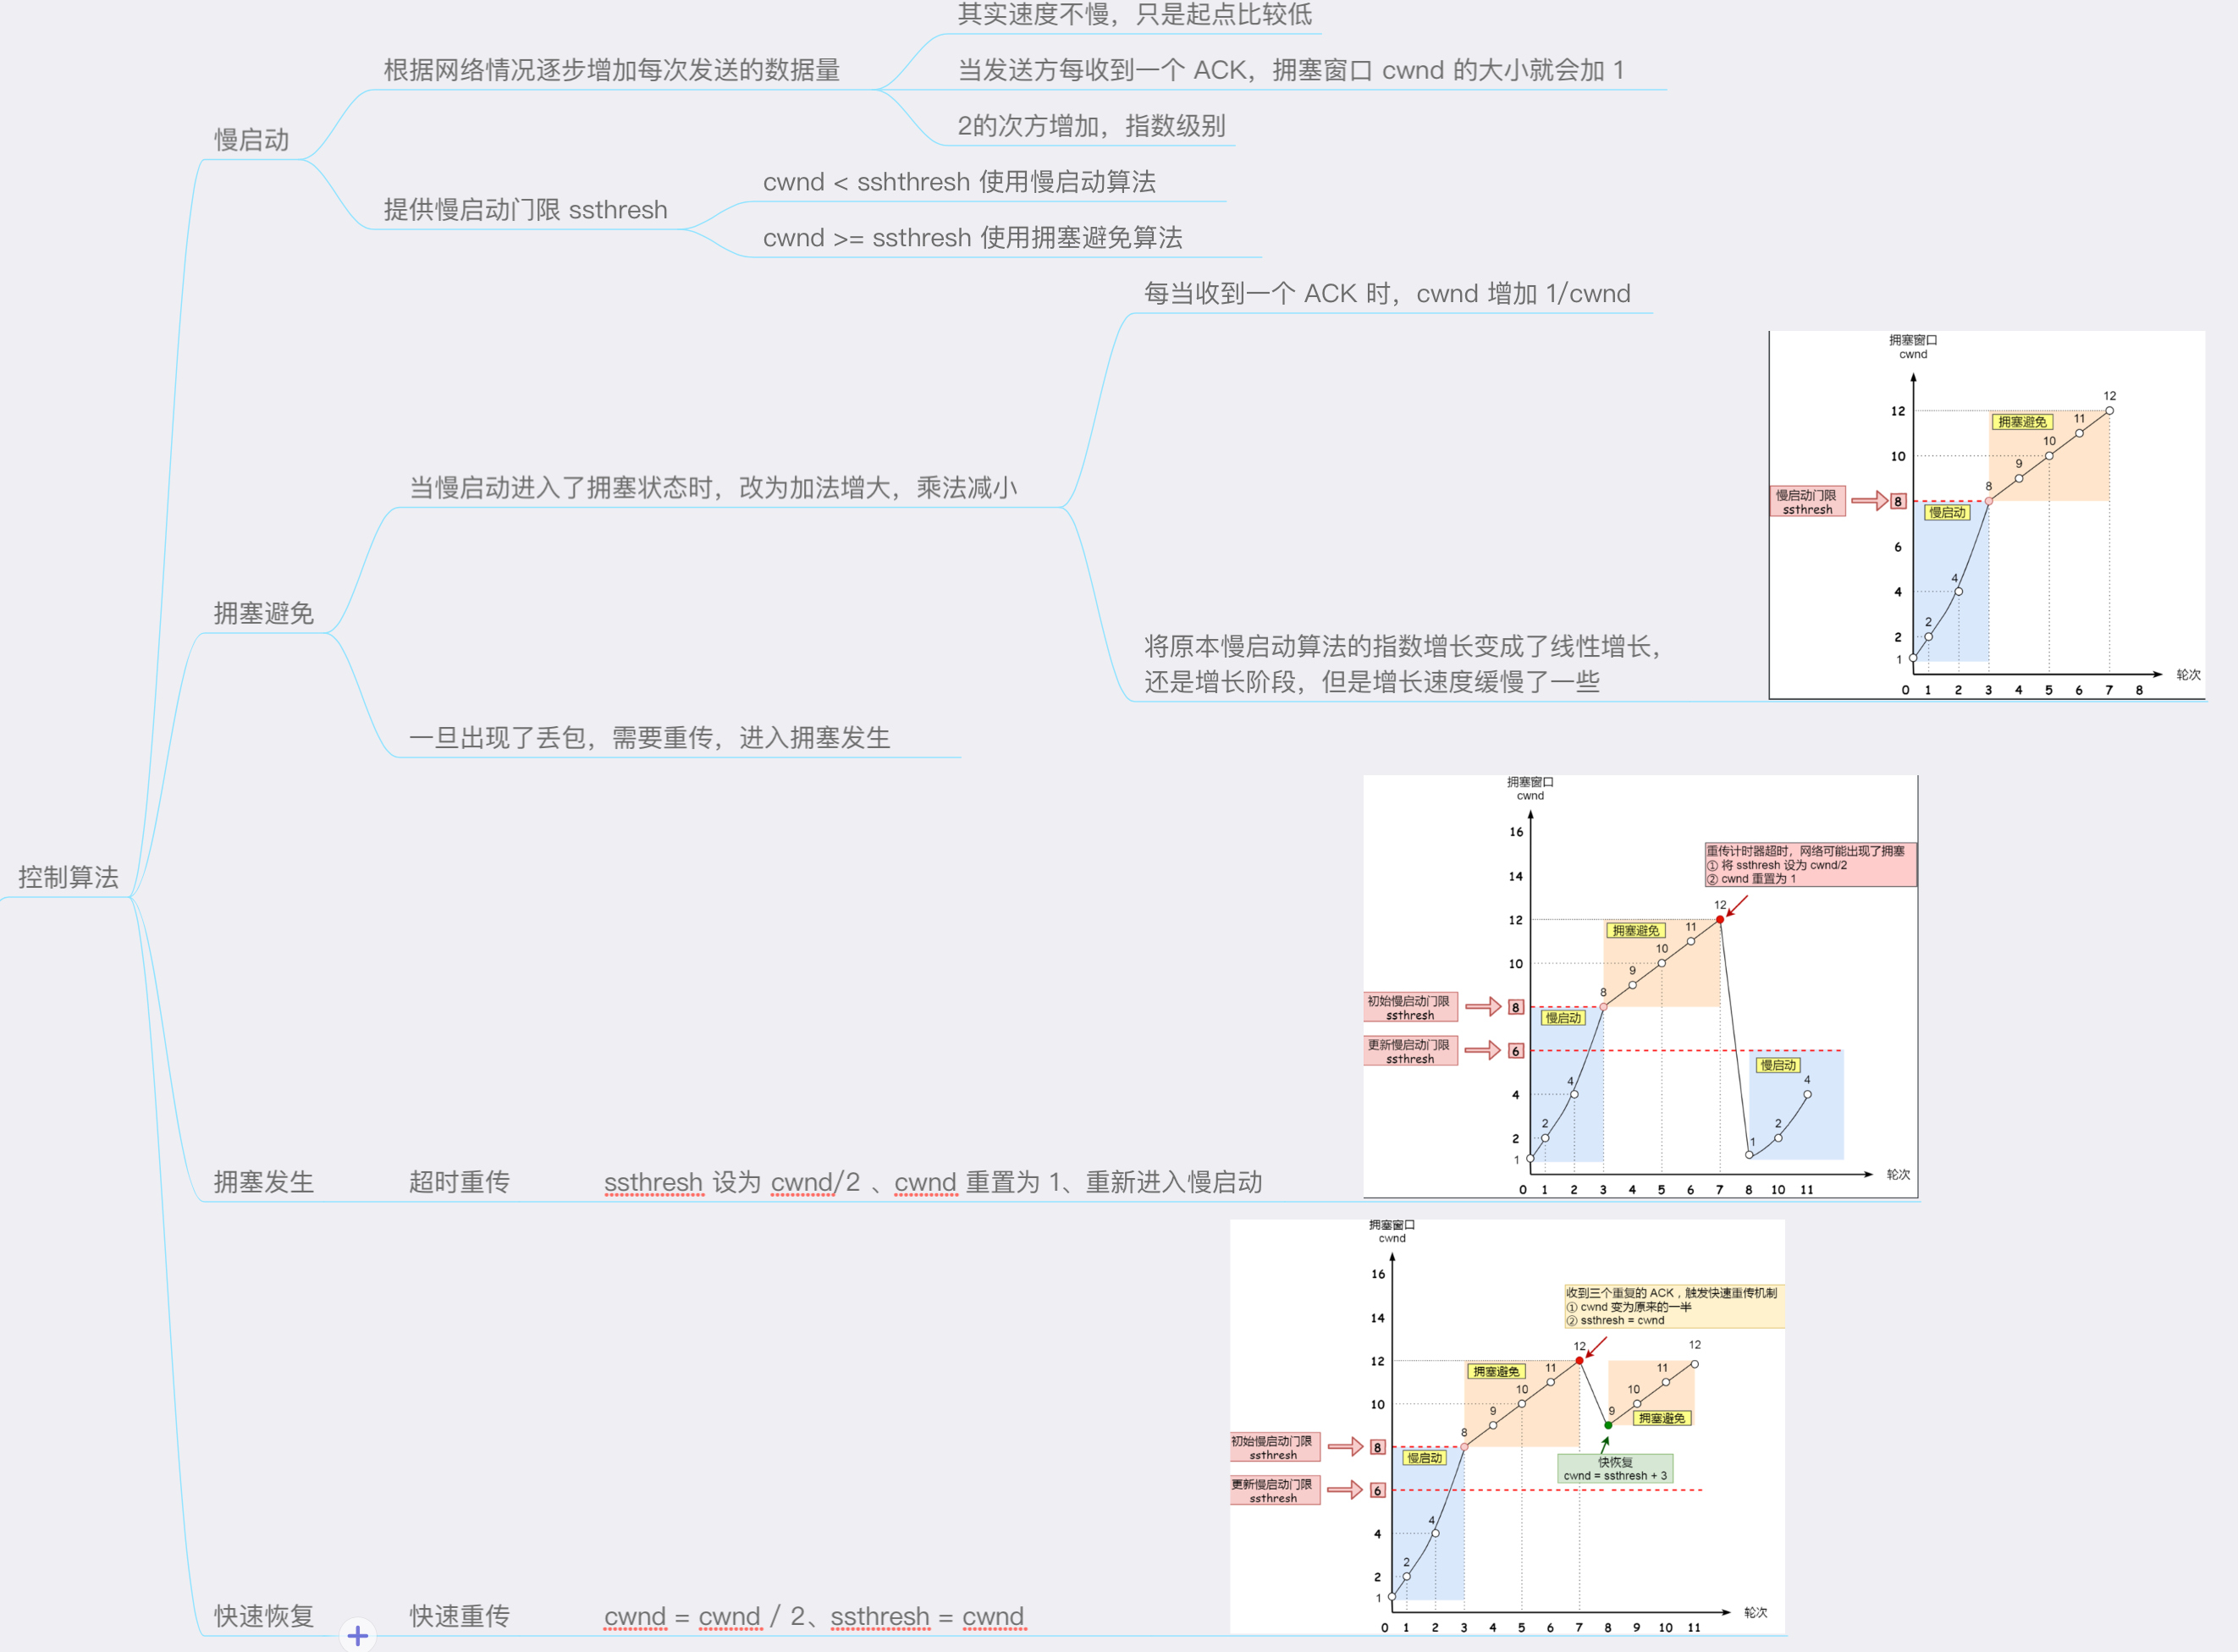 其实速度不慢，只是起点比较低
根据网络情况逐步增加每次发送的数据量
当发送方每收到一个 ACK，拥塞窗口 cwnd 的大小就会加 1
2的次方增加，指数级别
慢启动
提供慢启动门限 ssthresh
cwnd < sshthresh 使用慢启动算法
cwnd >= ssthresh 使用拥塞避免算法
每当收到一个 ACK 时，cwnd 增加 1/cwnd
当慢启动进入了拥塞状态时，改为加法增大，乘法减小
将原本慢启动算法的指数增长变成了线性增长，
还是增长阶段，但是增长速度缓慢了一些
拥塞窗口
cwnd
12
12
拥塞避免
11
10
10
9
8
慢启动门限
ssthresh
8
慢启动
6
4
4
2
2
1
轮次
0 1 2 3 4 5 6 7 8
拥塞避免
一旦出现了丢包，需要重传，进入拥塞发生
控制算法
拥塞窗口
cwnd
16
重传计时器超时，网络可能出现了拥塞
① 将 ssthresh 设为 cwnd/2
② cwnd 重置为 1
14
12
12
拥塞避免
11
10
10
9
8
初始慢启动门限
ssthresh
8
慢启动
更新慢启动门限
ssthresh
6
慢启动
4
4
4
2
2
2
1
1
轮次
0 1 2 3 4 5 6 7 8 10 11
拥塞发生
超时重传
ssthresh 设为 cwnd/2 、cwnd 重置为 1、重新进入慢启动
拥塞窗口
cwnd
16
收到三个重复的 ACK，触发快速重传机制
① cwnd 变为原来的一半
② ssthresh = cwnd
14
12
12
12
拥塞避免
11
11
10
10
10
9
9
拥塞避免
8
初始慢启动门限
ssthresh
8
慢启动
快恢复
cwnd = ssthresh + 3
更新慢启动门限
ssthresh
6
4
4
2
2
1
轮次
0 1 2 3 4 5 6 7 8 9 10 11
快速恢复
快速重传
cwnd = cwnd / 2、ssthresh = cwnd